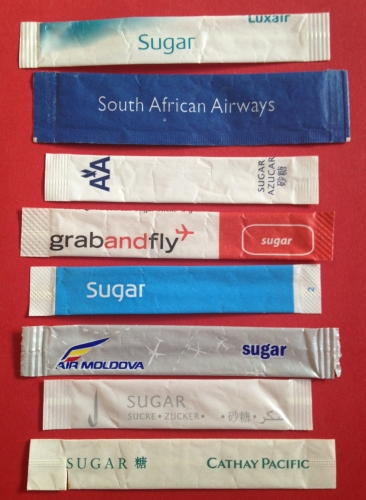 Luxair
Sugar
South African Airways
AA
SUGAR
AZUCAR
砂糖
grabandfly
sugar
Sugar
2
AIR MOLDOVA
sugar
SUGAR
SUCRE • ZUCKER • • 砂糖 • سكر
SUGAR 糖 CATHAY PACIFIC